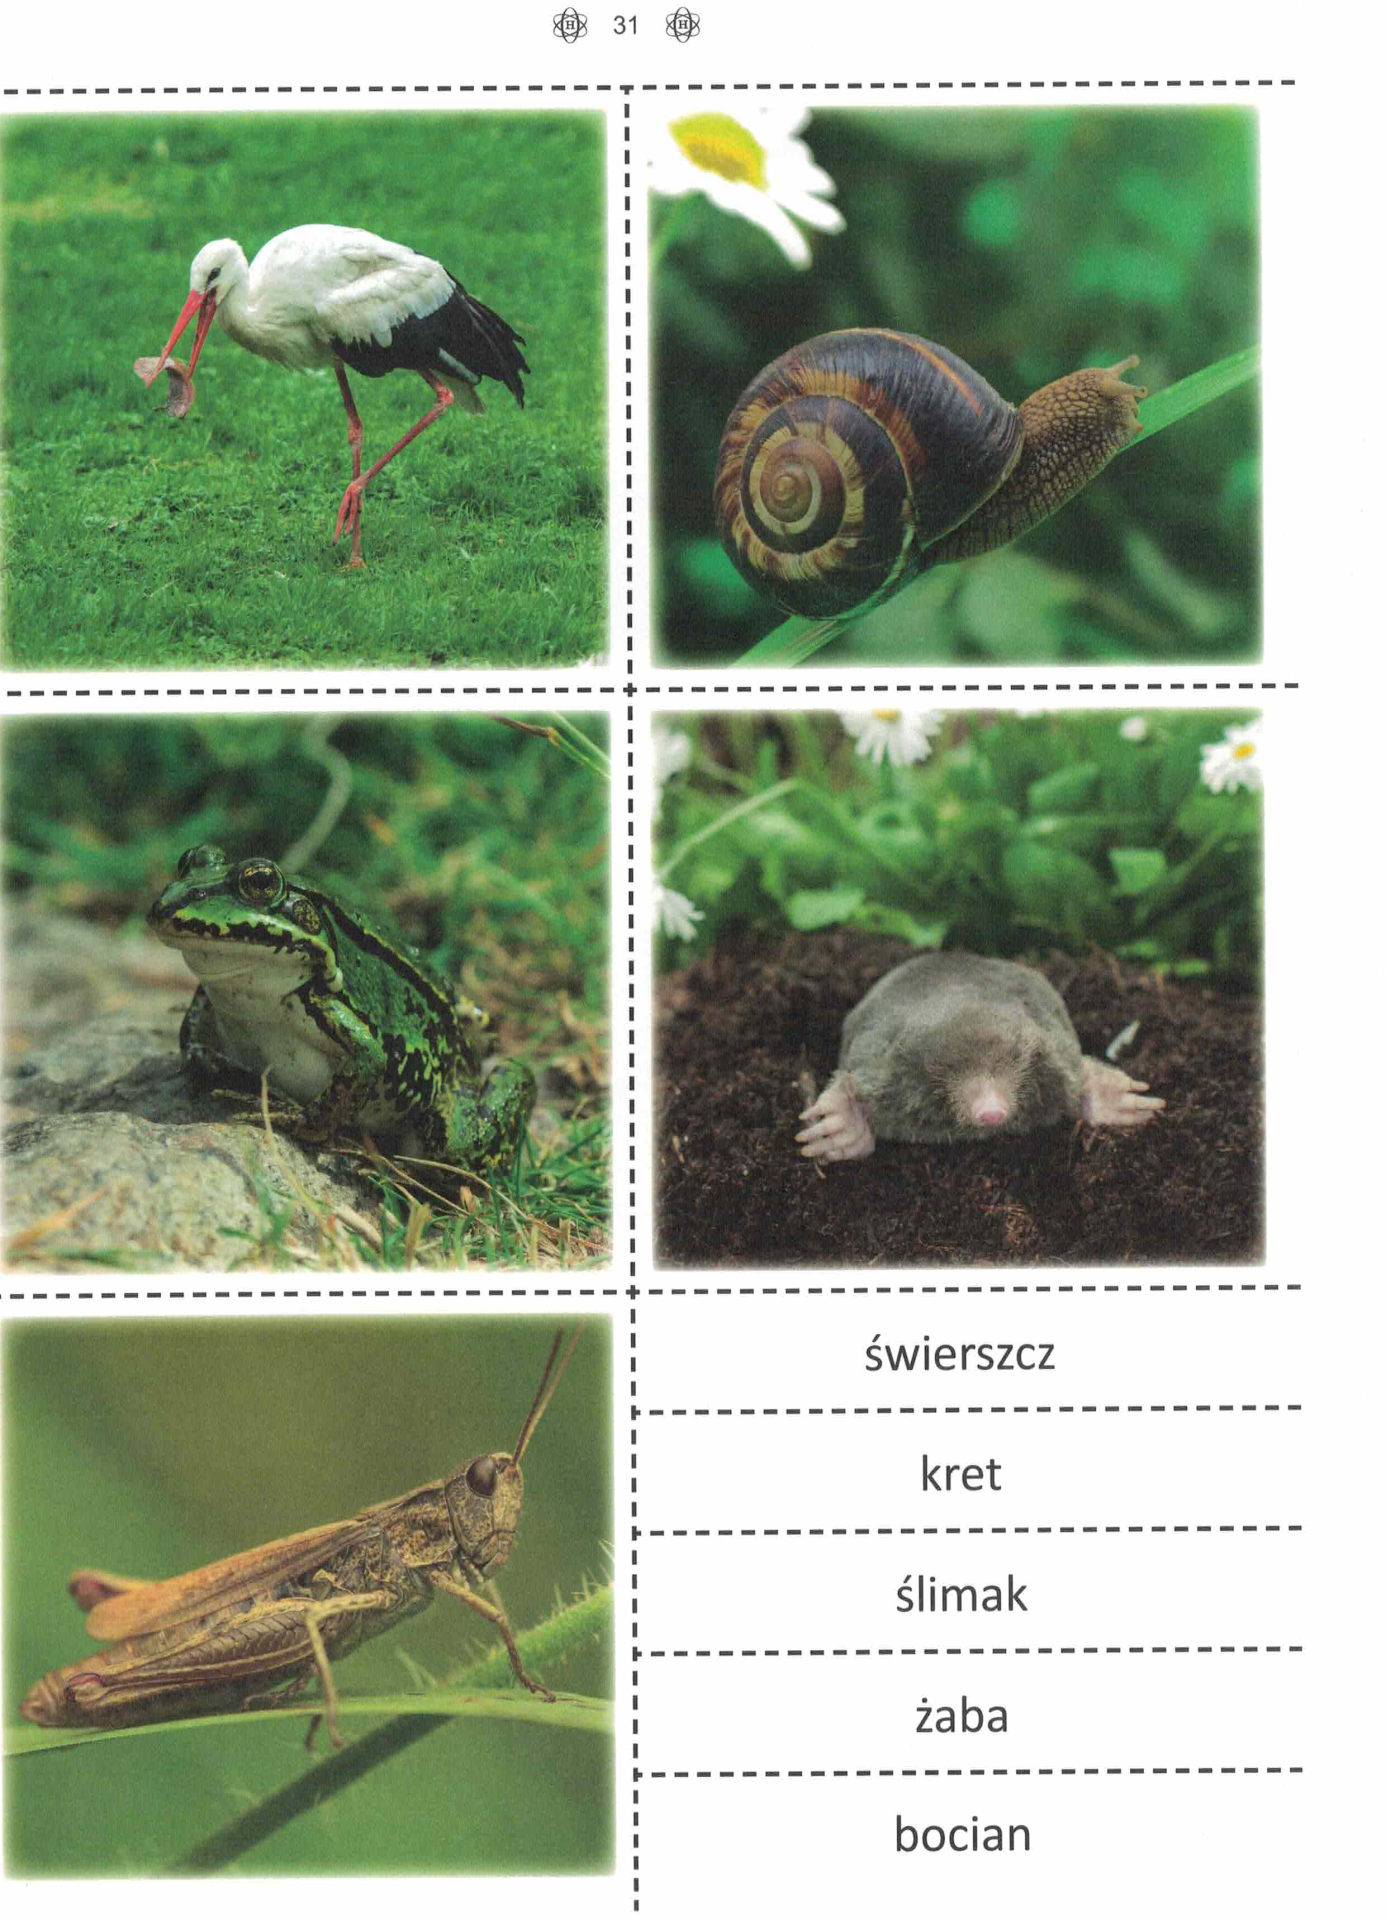 31
świerszcz
kret
ślimak
żaba
bocian